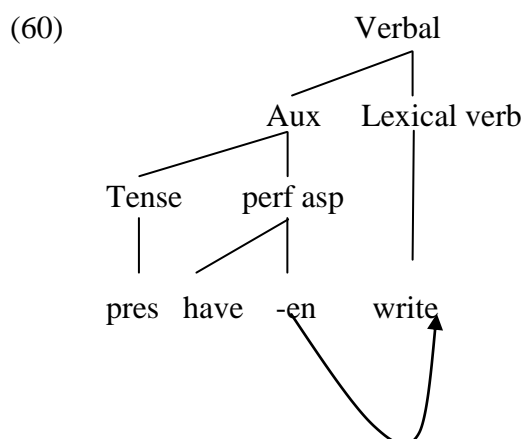 (60) Verbal
Aux Lexical verb
Tense perf asp
pres have -en write